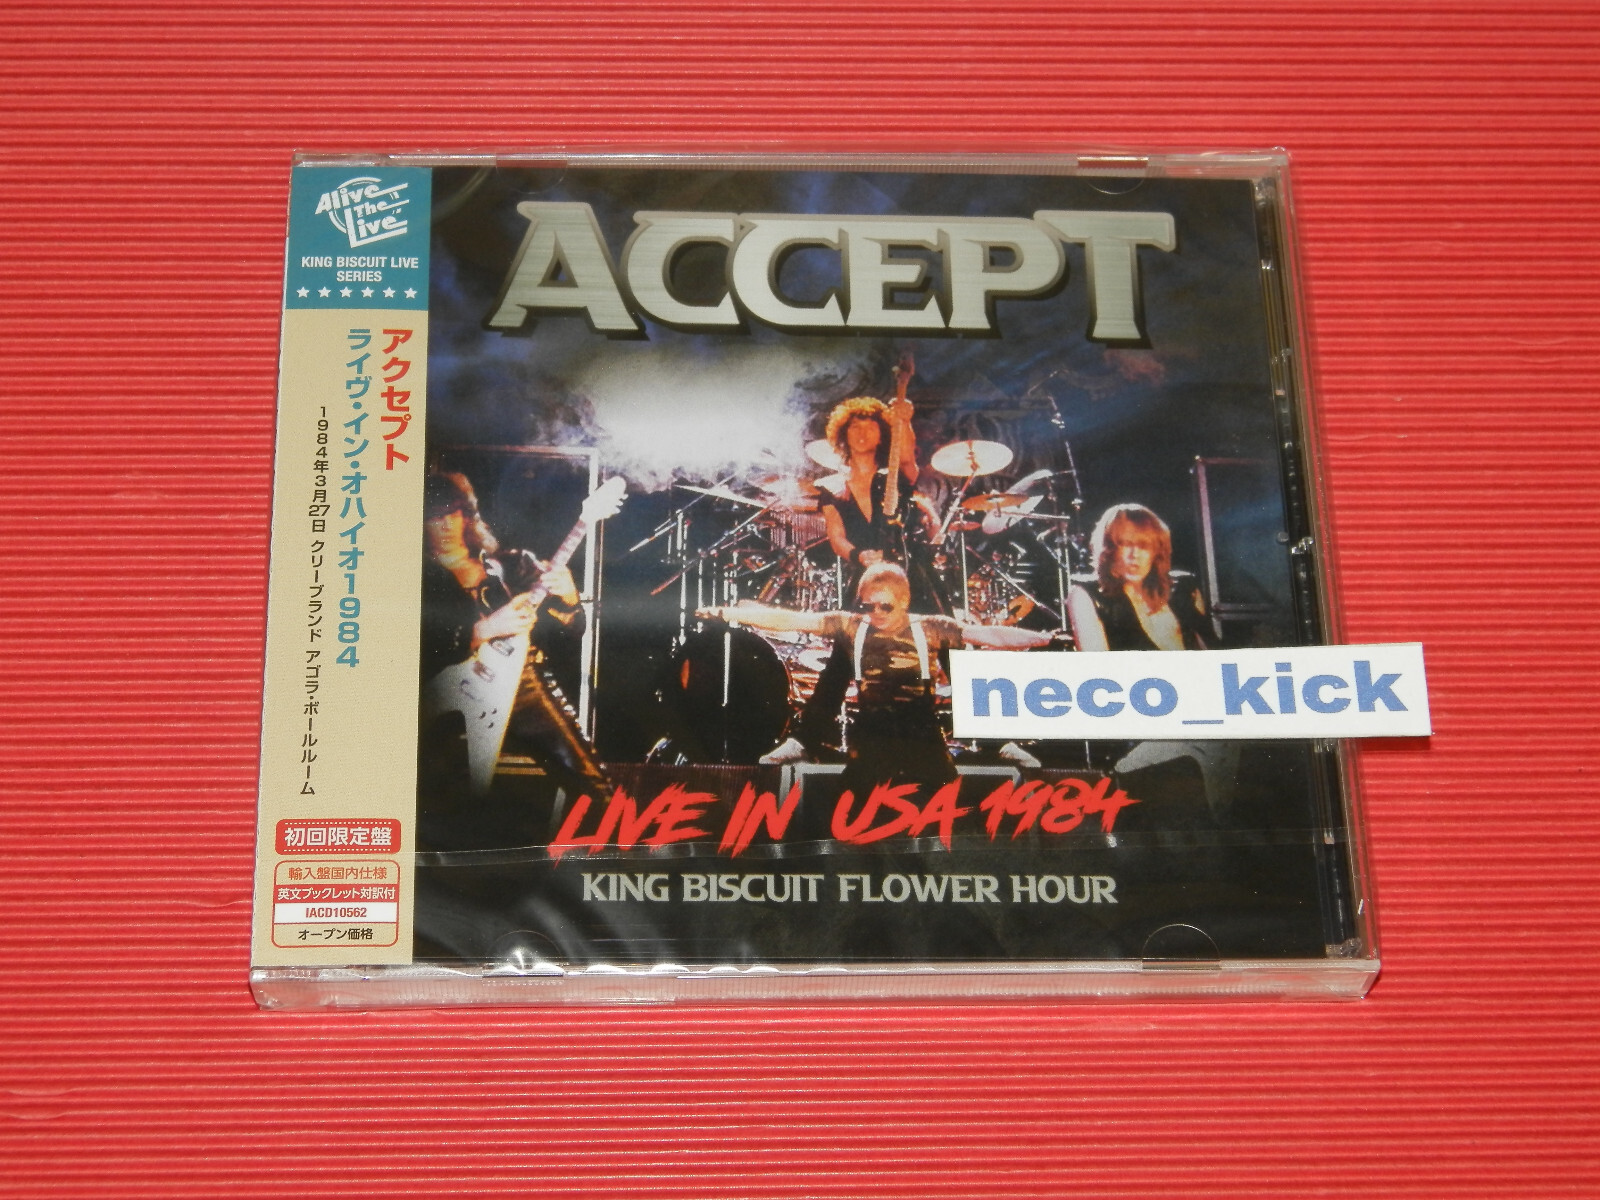 Alive
The
Live
KING BISCUIT LIVE
SERIES
アクセプト
ライヴ・イン・オハイオ1984
1984年3月27日 クリーブランド アゴラ・ボールルーム
初回限定盤
輸入盤国内仕様
英文ブックレット対訳付
IACD10562
オープン価格
ACCEPT
neco_kick
LIVE IN USA 1984
KING BISCUIT FLOWER HOUR